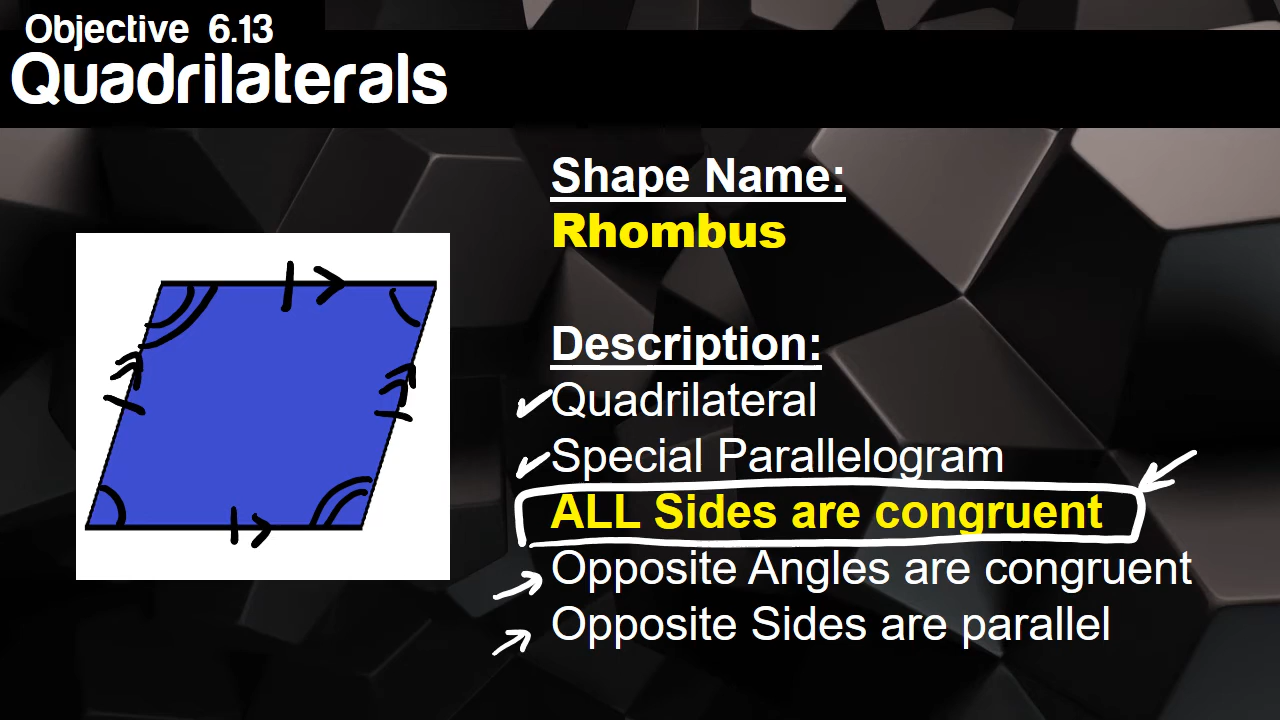 Objective 6.13
Quadrilaterals
Shape Name:
Rhombus
Description:
Quadrilateral
Special Parallelogram
ALL Sides are congruent
Opposite Angles are congruent
Opposite Sides are parallel